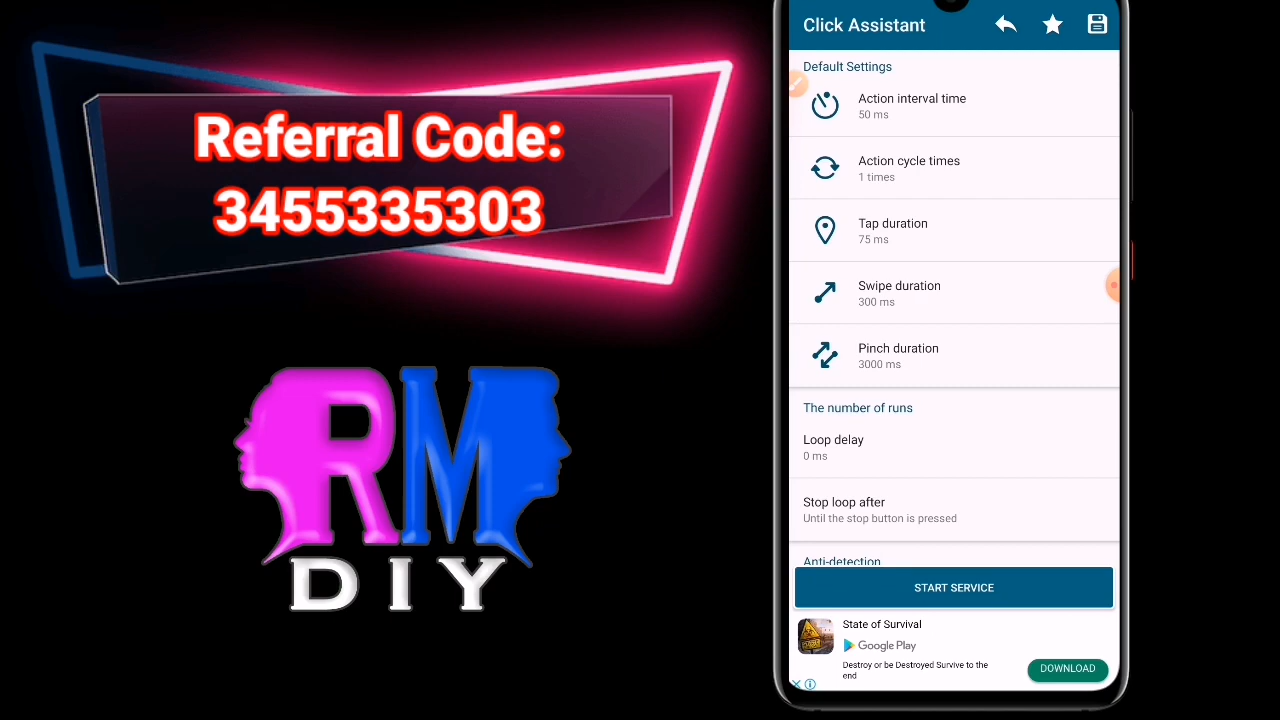 Referral Code:
3455335303
RM
DIY
Click Assistant
Default Settings
Action interval time
50 ms
Action cycle times
1 times
Tap duration
75 ms
Swipe duration
300 ms
Pinch duration
3000 ms
The number of runs
Loop delay
0 ms
Stop loop after
Until the stop button is pressed
Anti-detection
START SERVICE
State of Survival
Google Play
Destroy or be Destroyed Survive to the
end
DOWNLOAD